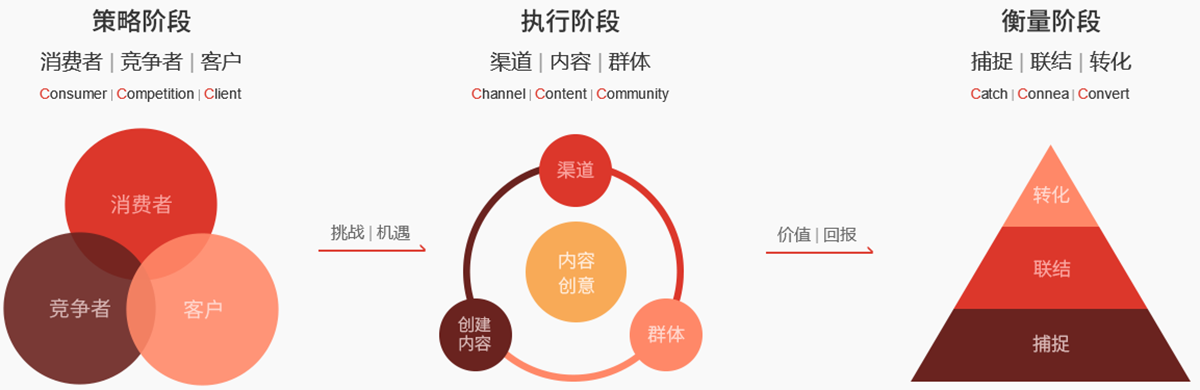 策略阶段
消费者 | 竞争者 | 客户
Consumer | Competition | Client
消费者
竞争者
客户
挑战 | 机遇
执行阶段
渠道 | 内容 | 群体
Channel | Content | Community
渠道
内容
创意
创建
内容
群体
价值 | 回报
衡量阶段
捕捉 | 联结 | 转化
Catch | Connea | Convert
转化
联结
捕捉